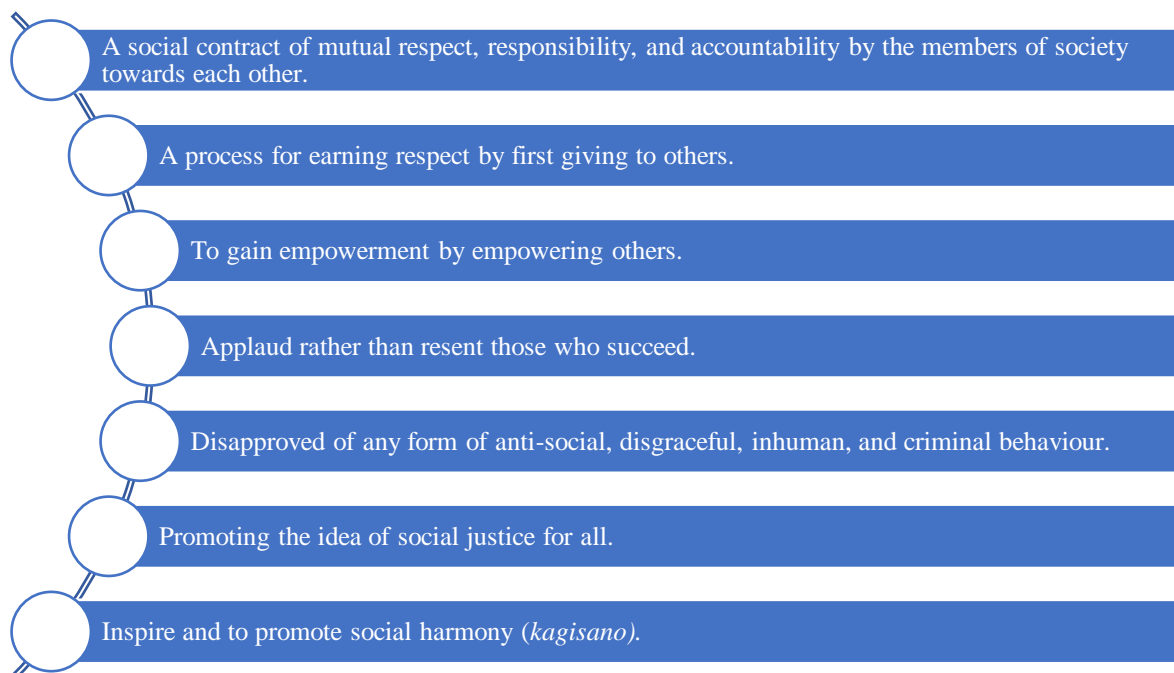 A social contract of mutual respect, responsibility, and accountability by the members of society
towards each other.
A process for earning respect by first giving to others.
To gain empowerment by empowering others.
Applaud rather than resent those who succeed.
Disapproved of any form of anti-social, disgraceful, inhuman, and criminal behaviour.
Promoting the idea of social justice for all.
Inspire and to promote social harmony (kagisano).